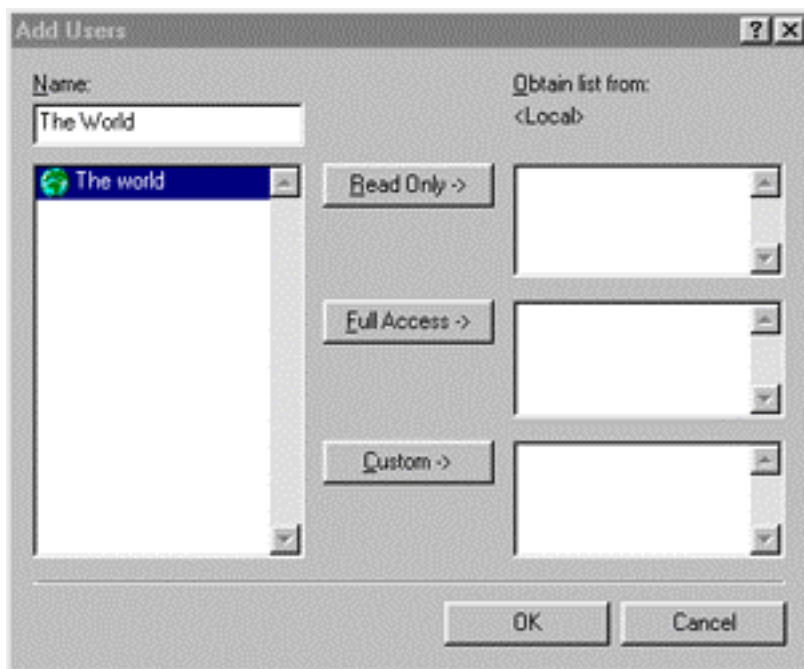 Add Users
Name:
Obtain list from:
The World
<Local>
The world
Read Only ->
Full Access ->
Custom ->
OK
Cancel